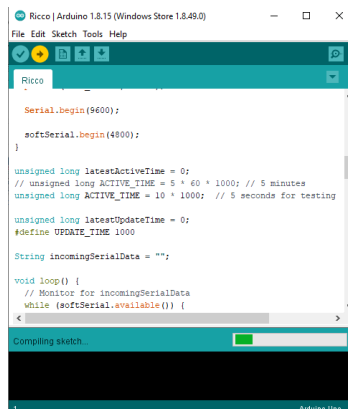 Ricco | Arduino 1.8.15 (Windows Store 1.8.49.0)
File Edit Sketch Tools Help
Ricco
Serial.begin(9600);
softSerial.begin(4800);
}
unsigned long latestActiveTime = 0;
// unsigned long ACTIVE_TIME = 5 * 60 * 1000; // 5 minutes
unsigned long ACTIVE_TIME = 10 * 1000; // 5 seconds for testing
unsigned long latestUpdateTime = 0;
#define UPDATE_TIME 1000
String incomingSerialData = "";
void loop() {
// Monitor for incomingSerialData
while (softSerial.available()) {
Compiling sketch...
1
Arduino Uno